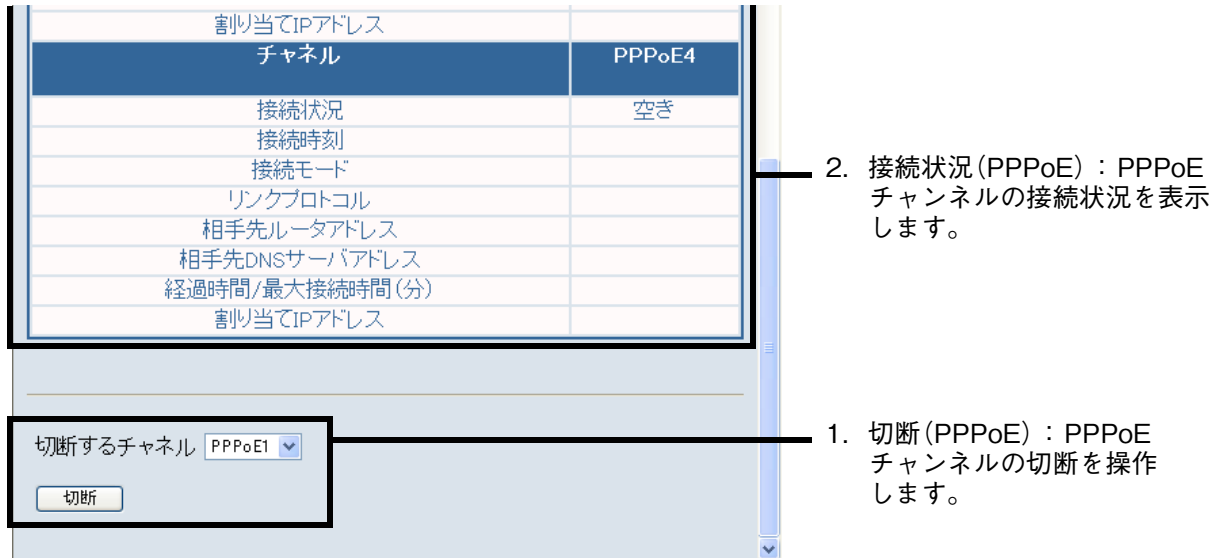 割り当てIPアドレス
チャネル PPPoE4
接続状況 空き
接続時刻
接続モード
リンクプロトコル
相手先ルータアドレス
相手先DNSサーバアドレス
経過時間/最大接続時間(分)
割り当てIPアドレス
2. 接続状況(PPPoE)：PPPoE
チャンネルの接続状況を表示
します。
切断するチャネル PPPoE1
切断
1. 切断(PPPoE)：PPPoE
チャンネルの切断を操作
します。